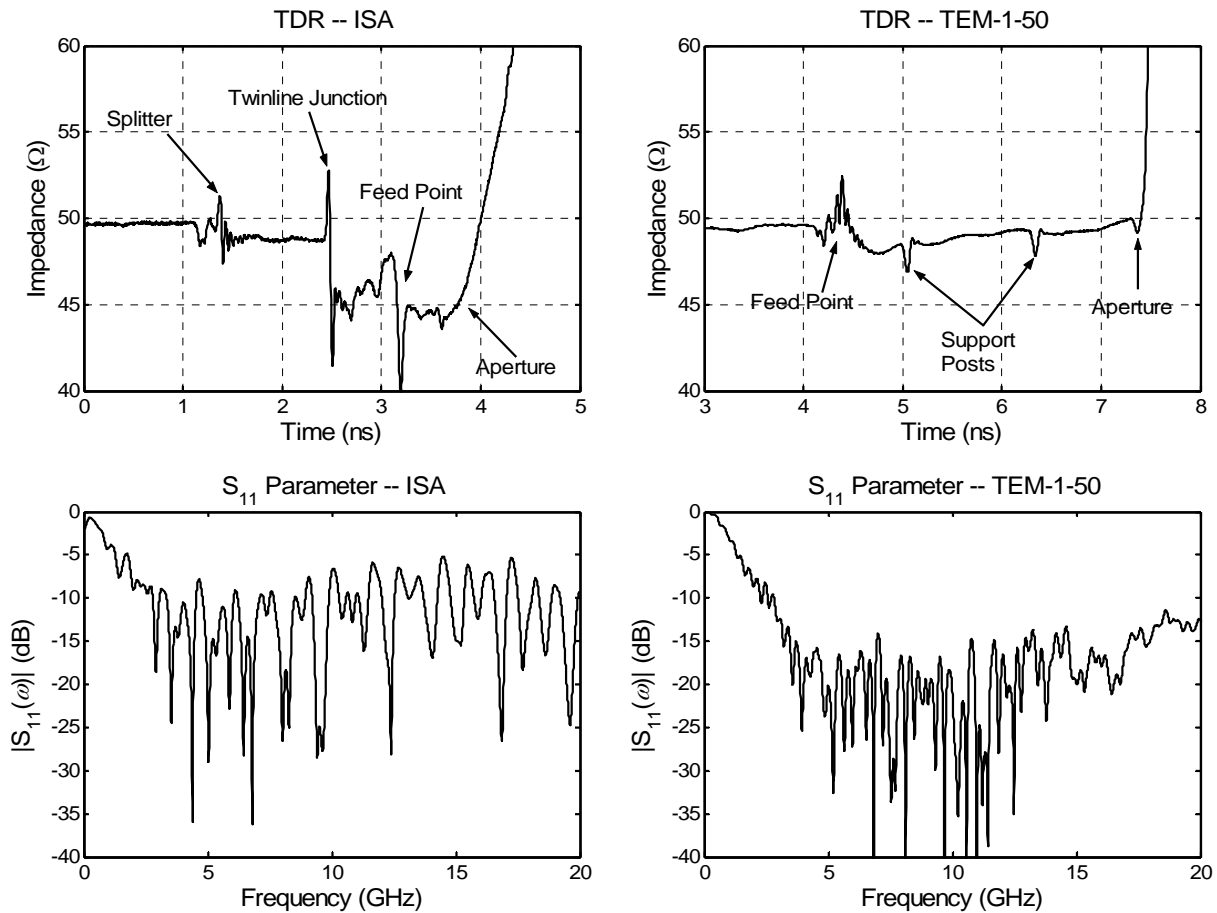 TDR -- ISA
60
55
50
45
40
Impedance (Ω)
Splitter
Twinline Junction
Feed Point
Aperture
0 1 2 3 4 5
Time (ns)
TDR -- TEM-1-50
60
55
50
45
40
Impedance (Ω)
Feed Point
Support
Posts
Aperture
3 4 5 6 7 8
Time (ns)
S11 Parameter -- ISA
0
-5
-10
-15
-20
-25
-30
-35
-40
|S11(ω)| (dB)
0 5 10 15 20
Frequency (GHz)
S11 Parameter -- TEM-1-50
0
-5
-10
-15
-20
-25
-30
-35
-40
|S11(ω)| (dB)
0 5 10 15 20
Frequency (GHz)